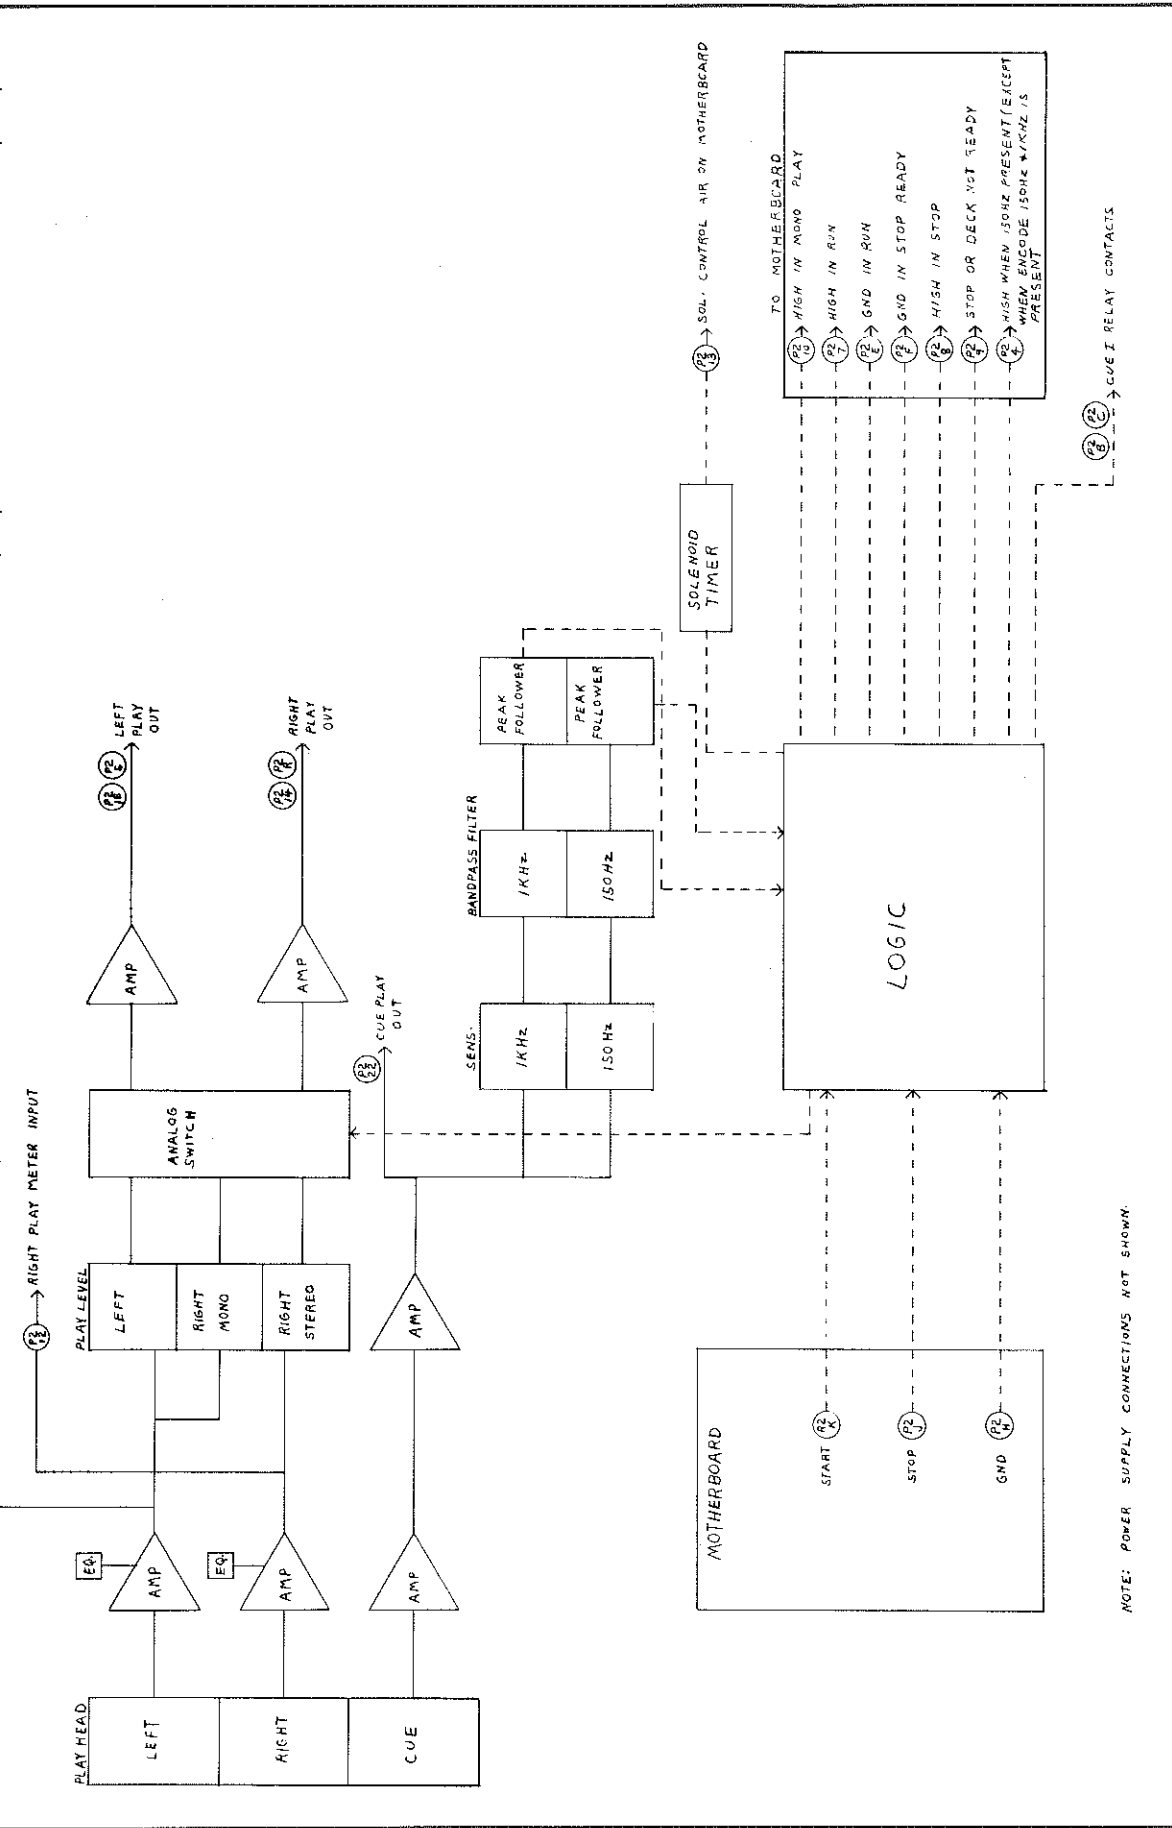 RIGHT PLAY METER INPUT
P2
12
PLAY HEAD
LEFT
RIGHT
CUE
EQ.
AMP
EQ.
AMP
AMP
PLAY LEVEL
LEFT
RIGHT
MONO
RIGHT
STEREO
AMP
ANALOG
SWITCH
AMP
AMP
P2
P2
LEFT
PLAY
OUT
P2
14
P2
R
RIGHT
PLAY
OUT
P2
22
CUE PLAY
OUT
SENS.
1KHz
150Hz
BANDPASS FILTER
1KHz
150Hz
PEAK
FOLLOWER
PEAK
FOLLOWER
SOLENOID
TIMER
P2
13
SOL. CONTROL AIR ON MOTHERBOARD
MOTHERBOARD
START
K
STOP
P2
J
GND
P2
H
LOGIC
TO MOTHERBOARD
P2
10
HIGH IN MONO PLAY
P2
7
HIGH IN RUN
P2
E
GND IN RUN
P2
F
GND IN STOP READY
P2
8
HIGH IN STOP
P2
9
STOP OR DECK NOT READY
P2
4
HIGH WHEN 150HZ PRESENT (EXCEPT
WHEN ENCODE 150HZ + 1KHZ IS
PRESENT
P2
B
P2
C
CUE I RELAY CONTACTS
NOTE: POWER SUPPLY CONNECTIONS NOT SHOWN.